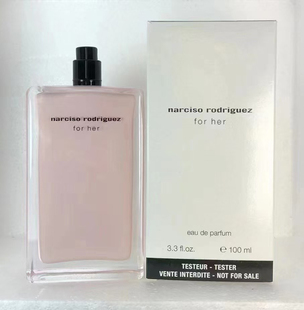 narciso rodriguez
for her
narciso rodriguez
for her
eau de parfum
3.3 fl.oz. ℮ 100 ml
TESTEUR - TESTER
VENTE INTERDITE - NOT FOR SALE